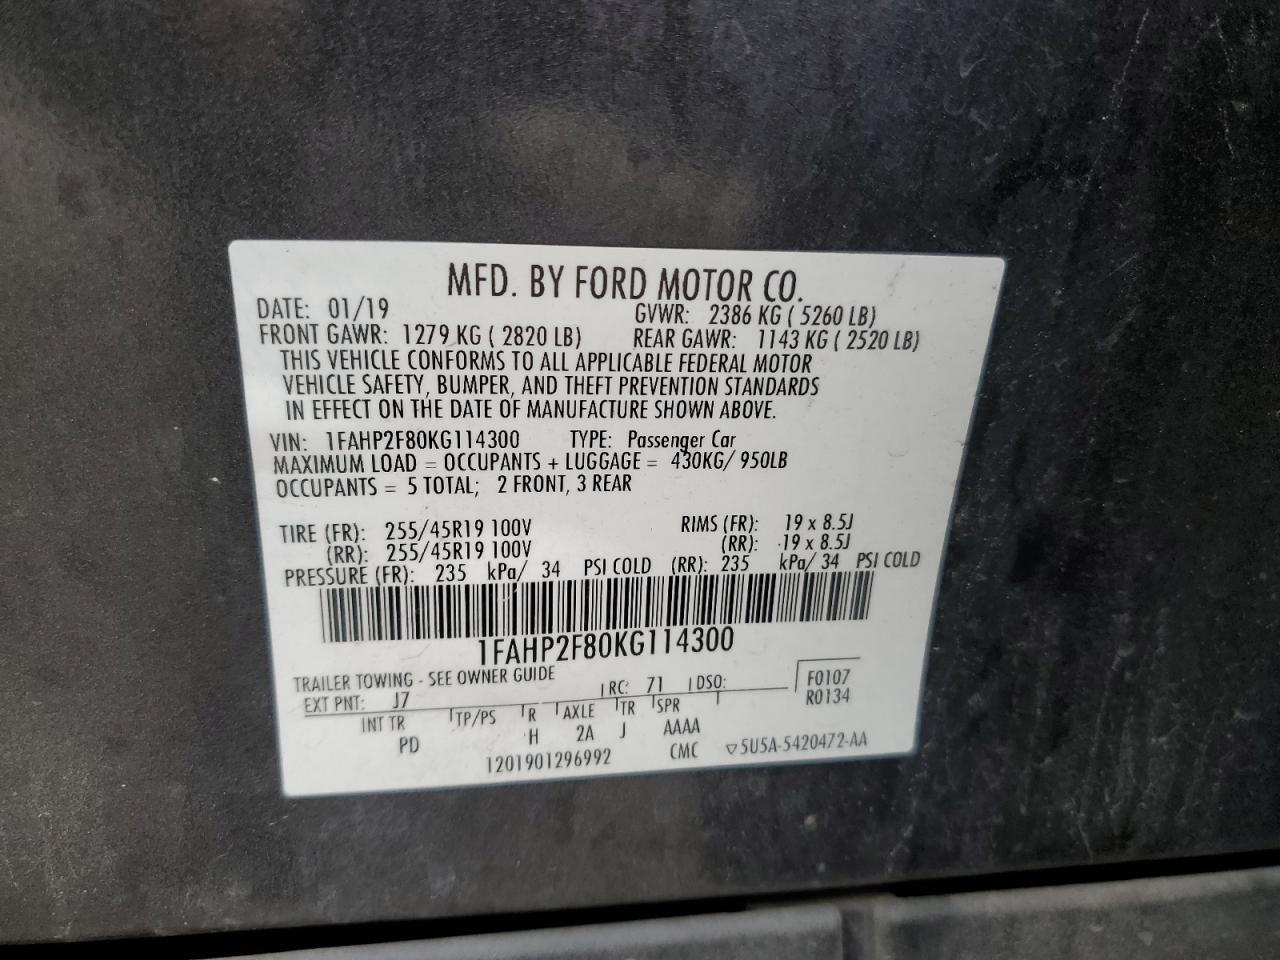 MFD. BY FORD MOTOR CO.
DATE: 01/19 GVWR: 2386 KG ( 5260 LB)
FRONT GAWR: 1279 KG ( 2820 LB) REAR GAWR: 1143 KG ( 2520 LB)
THIS VEHICLE CONFORMS TO ALL APPLICABLE FEDERAL MOTOR
VEHICLE SAFETY, BUMPER, AND THEFT PREVENTION STANDARDS
IN EFFECT ON THE DATE OF MANUFACTURE SHOWN ABOVE.
VIN: 1FAHP2F80KG114300 TYPE: Passenger Car
MAXIMUM LOAD = OCCUPANTS + LUGGAGE = 430KG/ 950LB
OCCUPANTS = 5 TOTAL; 2 FRONT, 3 REAR
TIRE (FR): 255/45R19 100V RIMS (FR): 19 x 8.5J
(RR): 255/45R19 100V (RR): 19 x 8.5J
PRESSURE (FR): 235 kPa/ 34 PSI COLD (RR): 235 kPa/ 34 PSI COLD
1FAHP2F80KG114300
TRAILER TOWING - SEE OWNER GUIDE F0107
EXT PNT: J7 RC: 71 DSO: R0134
INT TR TP/PS R AXLE TR SPR
PD H 2A J AAAA
1201901296992 CMC ▽5U5A-5420472-AA